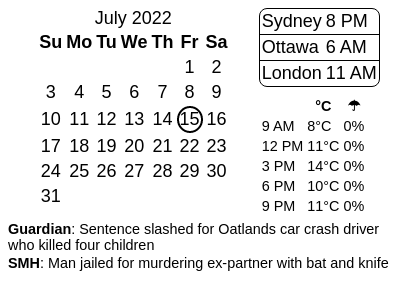 July 2022
Su Mo Tu We Th Fr Sa
1 2
3 4 5 6 7 8 9
10 11 12 13 14 15 16
17 18 19 20 21 22 23
24 25 26 27 28 29 30
31
Sydney 8 PM
Ottawa 6 AM
London 11 AM
°C ☂
9 AM 8°C 0%
12 PM 11°C 0%
3 PM 14°C 0%
6 PM 10°C 0%
9 PM 11°C 0%
Guardian: Sentence slashed for Oatlands car crash driver
who killed four children
SMH: Man jailed for murdering ex-partner with bat and knife